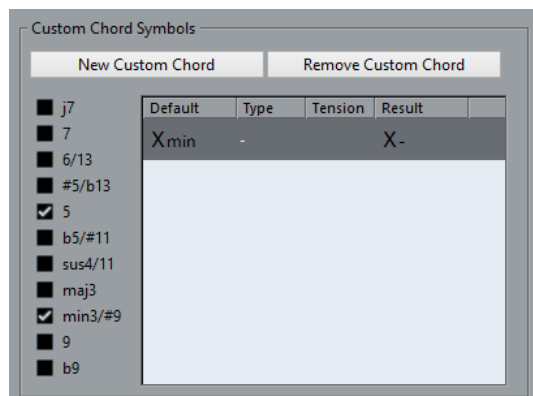 Custom Chord Symbols
New Custom Chord Remove Custom Chord
j7
7
6/13
#5/b13
5
b5/#11
sus4/11
maj3
min3/#9
9
b9
Default Type Tension Result
Xmin - X-